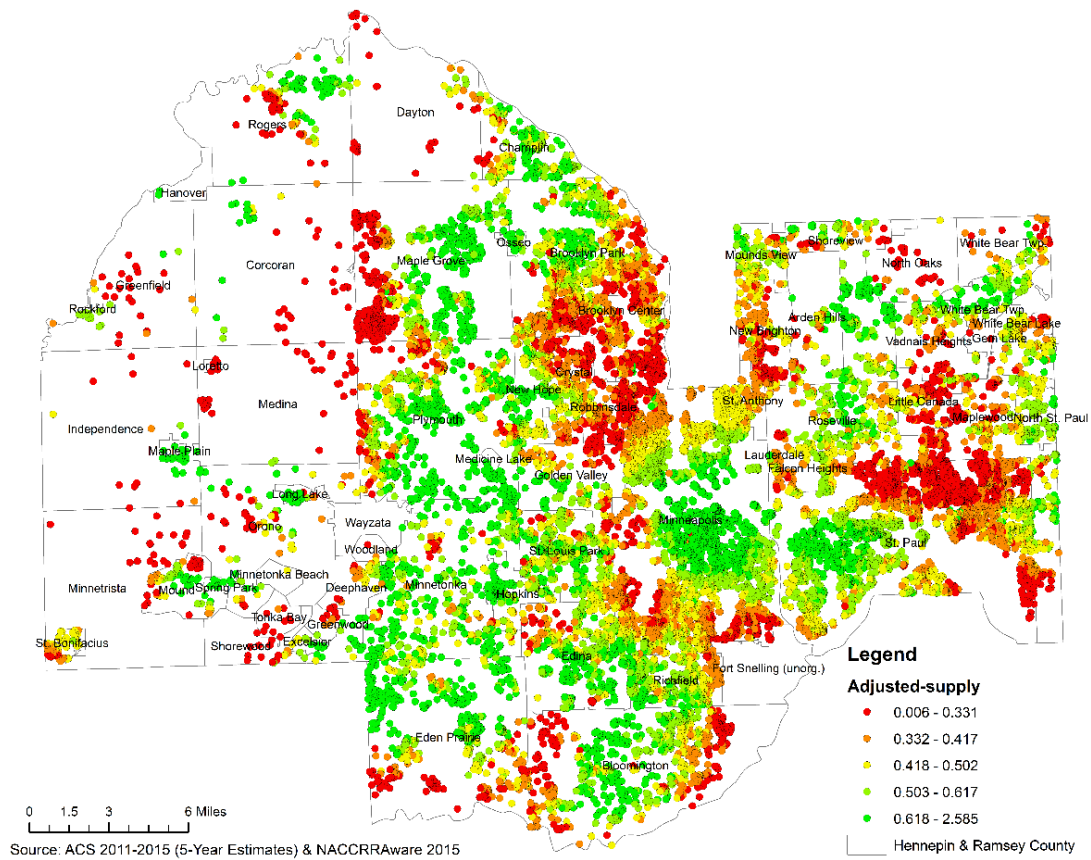 Dayton
Rogers
Champlin
Hanover
Osseo
Maple Grove
Brooklyn Park
Corcoran
Greenfield
Rockford
Brooklyn Center
Mounds View
Shoreview
White Bear Twp.
North Oaks
White Bear Twp.
Arden Hills
White Bear Lake
New Brighton
Vadnais Heights
Gem Lake
Loretto
Crystal
New Hope
Medina
Robbinsdale
St. Anthony
Little Canada
Plymouth
Roseville
Maplewood
North St. Paul
Independence
Maple Plain
Medicine Lake
Lauderdale
Golden Valley
Falcon Heights
Long Lake
Wayzata
Minneapolis
Orono
St. Paul
Woodland
St. Louis Park
Minnetonka Beach
Minnetrista
Mound
Spring Park
Deephaven
Minnetonka
Hopkins
Tonka Bay
Greenwood
St. Bonifacius
Shorewood
Excelsior
Edina
Fort Snelling (unorg.)
Richfield
Eden Prairie
Bloomington
Legend
Adjusted-supply
0.006 - 0.331
0.332 - 0.417
0.418 - 0.502
0.503 - 0.617
0.618 - 2.585
Hennepin & Ramsey County
0 1.5 3 6 Miles
Source: ACS 2011-2015 (5-Year Estimates) & NACCRRAware 2015